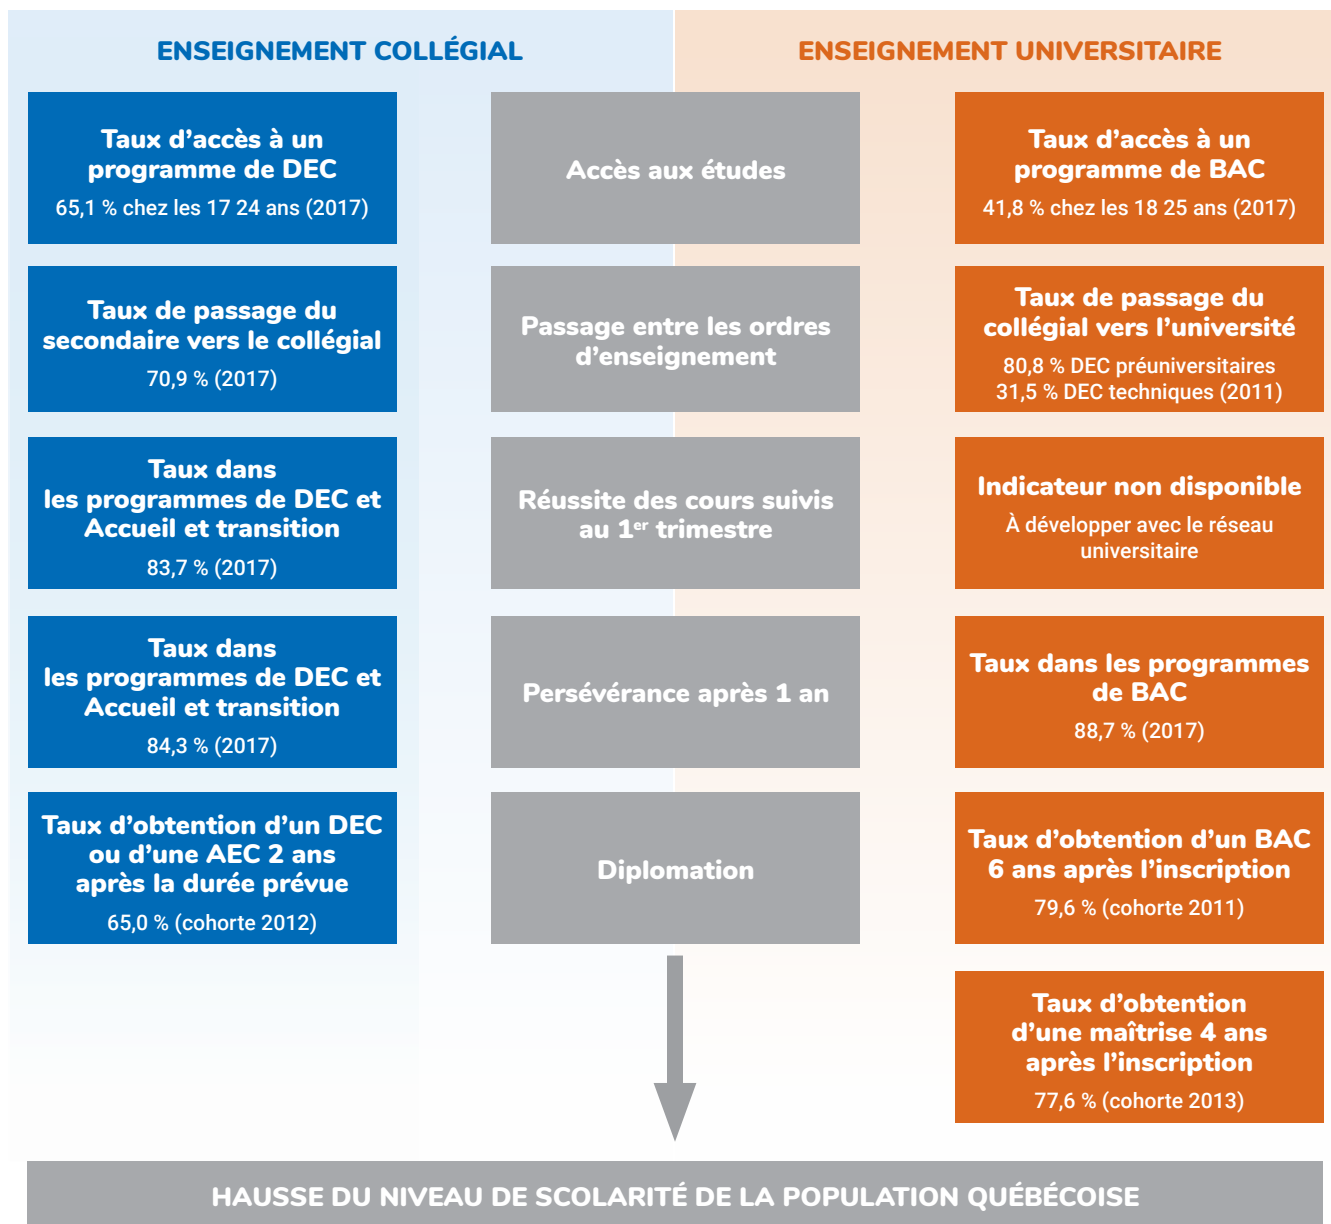 ENSEIGNEMENT COLLÉGIAL
ENSEIGNEMENT UNIVERSITAIRE
Taux d’accès à un
programme de DEC
65,1 % chez les 17 24 ans (2017)
Accès aux études
Taux d’accès à un
programme de BAC
41,8 % chez les 18 25 ans (2017)
Taux de passage du
secondaire vers le collégial
70,9 % (2017)
Passage entre les ordres
d’enseignement
Taux de passage du
collégial vers l’université
80,8 % DEC préuniversitaires
31,5 % DEC techniques (2011)
Taux dans
les programmes de DEC et
Accueil et transition
83,7 % (2017)
Réussite des cours suivis
au 1er trimestre
Indicateur non disponible
À développer avec le réseau
universitaire
Taux dans
les programmes de DEC et
Accueil et transition
84,3 % (2017)
Persévérance après 1 an
Taux dans les programmes
de BAC
88,7 % (2017)
Taux d’obtention d’un DEC
ou d’une AEC 2 ans
après la durée prévue
65,0 % (cohorte 2012)
Diplomation
Taux d’obtention d’un BAC
6 ans après l’inscription
79,6 % (cohorte 2011)
Taux d’obtention
d’une maîtrise 4 ans
après l’inscription
77,6 % (cohorte 2013)
HAUSSE DU NIVEAU DE SCOLARITÉ DE LA POPULATION QUÉBÉCOISE